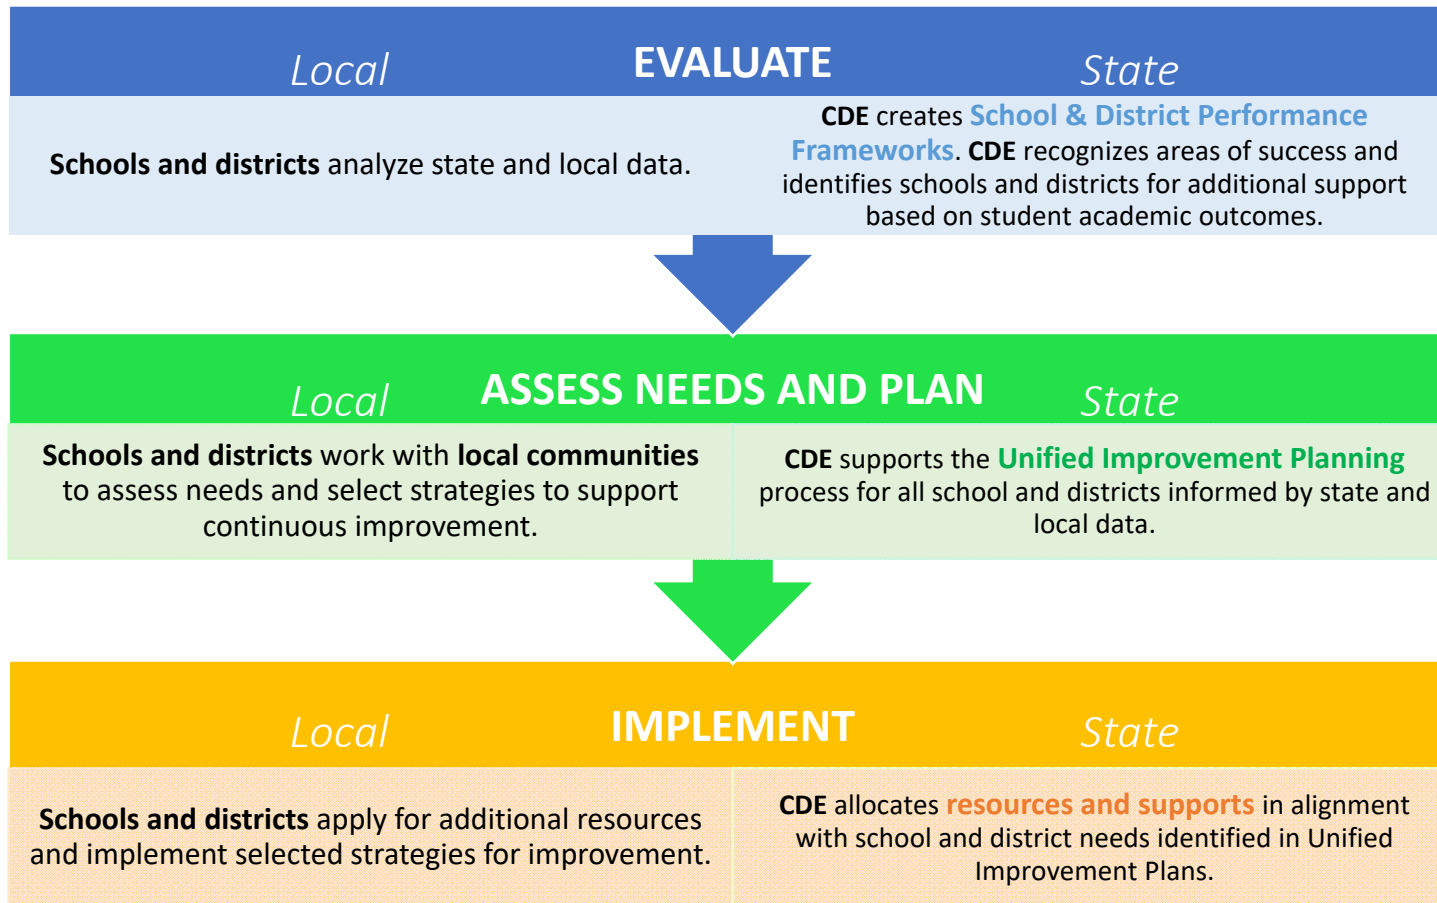 Local EVALUATE State
Schools and districts analyze state and local data.
CDE creates School & District Performance
Frameworks. CDE recognizes areas of success and
identifies schools and districts for additional support
based on student academic outcomes.
Local ASSESS NEEDS AND PLAN State
Schools and districts work with local communities
to assess needs and select strategies to support
continuous improvement.
CDE supports the Unified Improvement Planning
process for all school and districts informed by state and
local data.
Local IMPLEMENT State
Schools and districts apply for additional resources
and implement selected strategies for improvement.
CDE allocates resources and supports in alignment
with school and district needs identified in Unified
Improvement Plans.